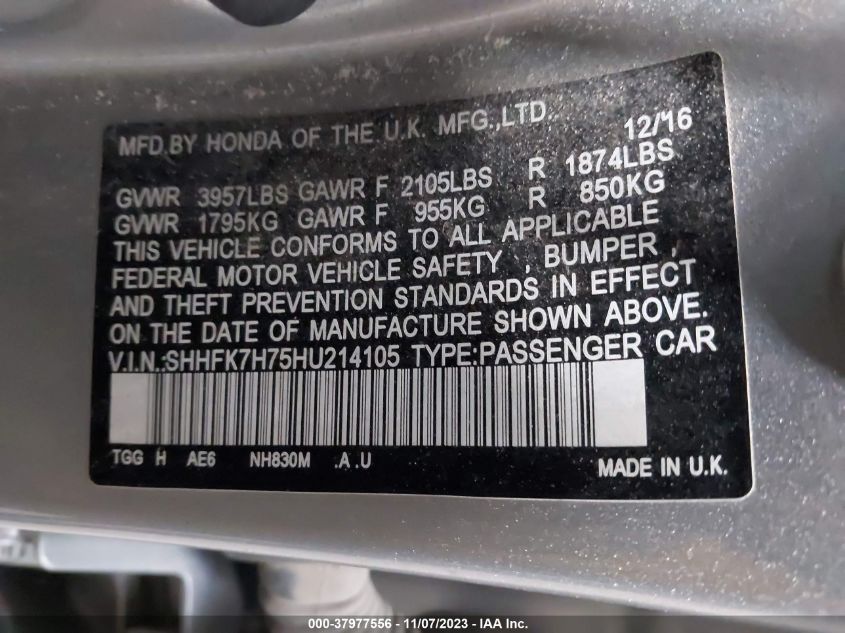 MFD.BY HONDA OF THE U.K. MFG.,LTD. 12/16
GVWR 3957LBS GAWR F 2105LBS R 1874LBS
GVWR 1795KG GAWR F 955KG R 850KG
THIS VEHICLE CONFORMS TO ALL APPLICABLE
FEDERAL MOTOR VEHICLE SAFETY , BUMPER ,
AND THEFT PREVENTION STANDARDS IN EFFECT
ON THE DATE OF MANUFACTURE SHOWN ABOVE.
V.I.N.:SHHFK7H75HU214105 TYPE:PASSENGER CAR
TGG H AE6 NH830M .A .U MADE IN U.K.
000-37977556 - 11/07/2023 - IAA Inc.